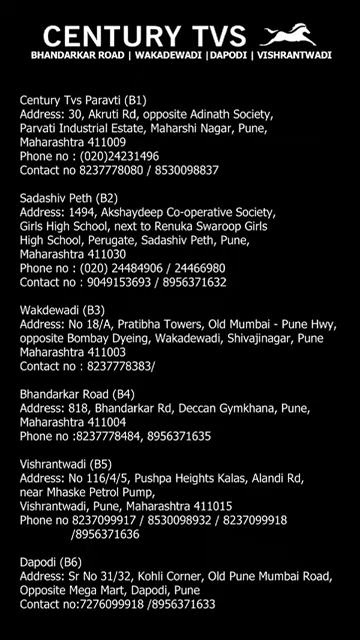 CENTURY TVS
BHANDARKAR ROAD | WAKADEWADI |DAPODI | VISHRANTWADI
Century Tvs Paravti (B1)
Address: 30, Akruti Rd, opposite Adinath Society,
Parvati Industrial Estate, Maharshi Nagar, Pune,
Maharashtra 411009
Phone no : (020)24231496
Contact no 8237778080 / 8530098837
Sadashiv Peth (B2)
Address: 1494, Akshaydeep Co-operative Society,
Girls High School, next to Renuka Swaroop Girls
High School, Perugate, Sadashiv Peth, Pune,
Maharashtra 411030
Phone no : (020) 24484906 / 24466980
Contact no : 9049153693 / 8956371632
Wakdewadi (B3)
Address: No 18/A, Pratibha Towers, Old Mumbai - Pune Hwy,
opposite Bombay Dyeing, Wakadewadi, Shivajinagar, Pune
Maharashtra 411003
Contact no : 8237778383/
Bhandarkar Road (B4)
Address: 818, Bhandarkar Rd, Deccan Gymkhana, Pune,
Maharashtra 411004
Phone no :8237778484, 8956371635
Vishrantwadi (B5)
Address: No 116/4/5, Pushpa Heights Kalas, Alandi Rd,
near Mhaske Petrol Pump,
Vishrantwadi, Pune, Maharashtra 411015
Phone no 8237099917 / 8530098932 / 8237099918
/8956371636
Dapodi (B6)
Address: Sr No 31/32, Kohli Corner, Old Pune Mumbai Road,
Opposite Mega Mart, Dapodi, Pune
Contact no:7276099918 /8956371633